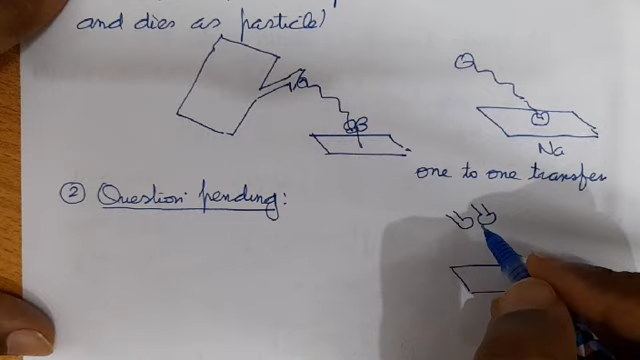 and dies as particle)
B
Na
one to one transfer
② Question pending: